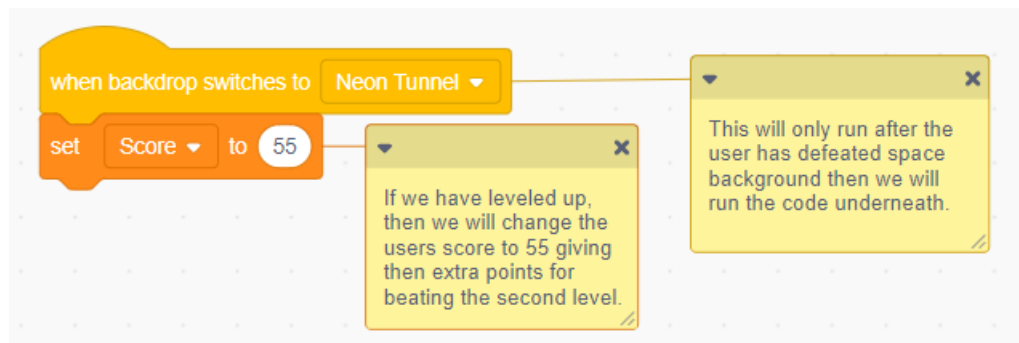 when backdrop switches to Neon Tunnel
set Score to 55
This will only run after the
user has defeated space
background then we will
run the code underneath.
If we have leveled up,
then we will change the
users score to 55 giving
then extra points for
beating the second level.